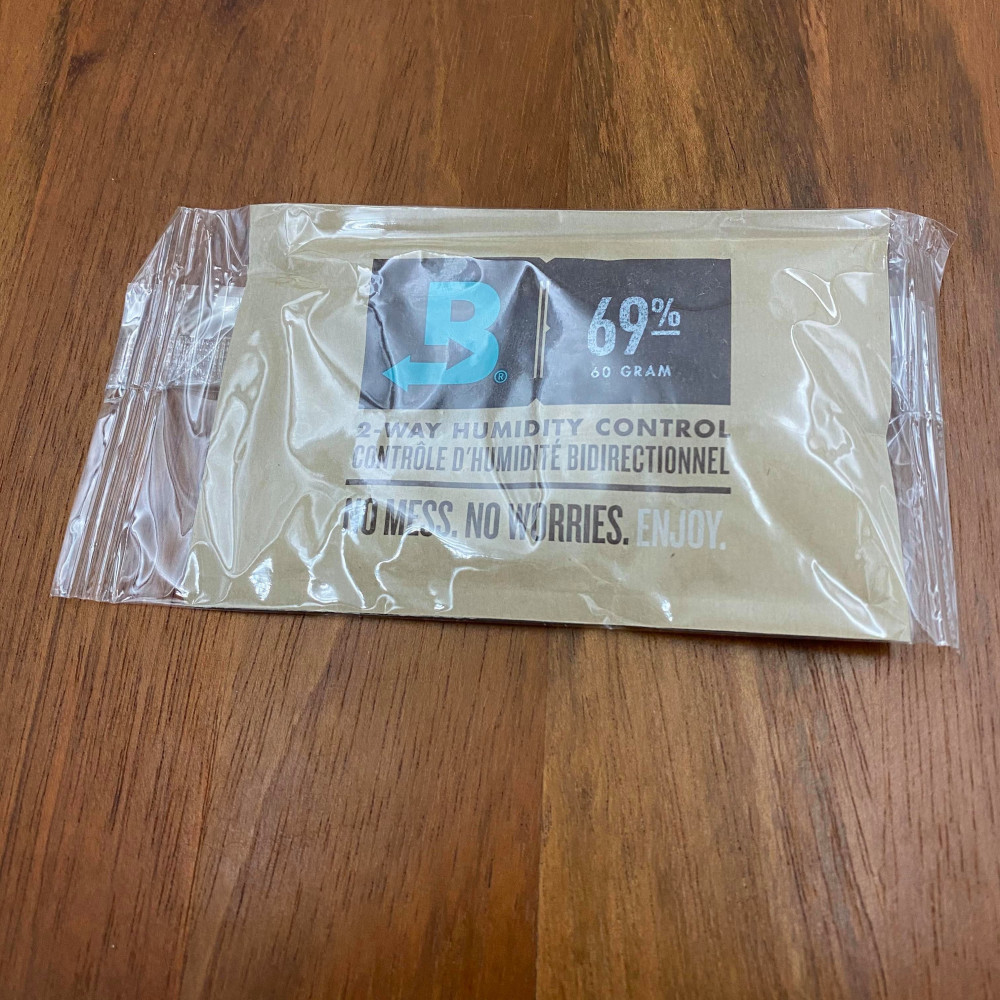 B®
69%
60 GRAM
2-WAY HUMIDITY CONTROL
CONTRÔLE D'HUMIDITÉ BIDIRECTIONNEL
NO MESS. NO WORRIES. ENJOY.